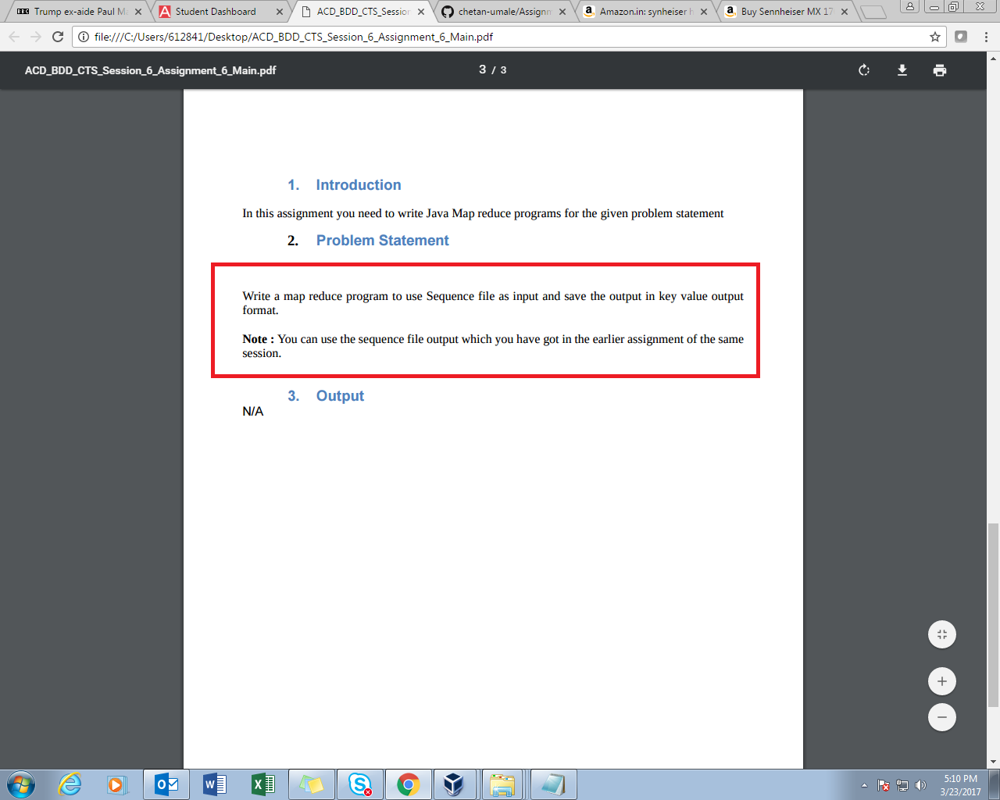 BBC Trump ex-aide Paul Ma
Student Dashboard
ACD_BDD_CTS_Session
chetan-umale/Assignm
Amazon.in: synheiser h
Buy Sennheiser MX 17
file:///C:/Users/612841/Desktop/ACD_BDD_CTS_Session_6_Assignment_6_Main.pdf
ACD_BDD_CTS_Session_6_Assignment_6_Main.pdf
3 / 3
1. Introduction
In this assignment you need to write Java Map reduce programs for the given problem statement
2. Problem Statement
Write a map reduce program to use Sequence file as input and save the output in key value output
format.
Note : You can use the sequence file output which you have got in the earlier assignment of the same
session.
3. Output
N/A
5:10 PM
3/23/2017